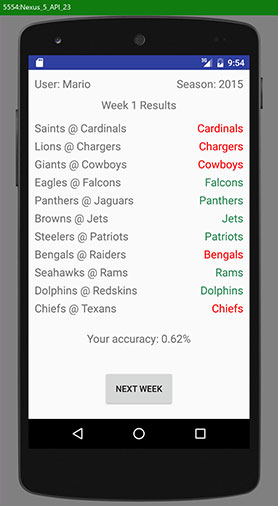 5554:Nexus_5_API_23
3G 9:54
User: Mario Season: 2015
Week 1 Results
Saints @ Cardinals Cardinals
Lions @ Chargers Chargers
Giants @ Cowboys Cowboys
Eagles @ Falcons Falcons
Panthers @ Jaguars Panthers
Browns @ Jets Jets
Steelers @ Patriots Patriots
Bengals @ Raiders Bengals
Seahawks @ Rams Rams
Dolphins @ Redskins Dolphins
Chiefs @ Texans Chiefs
Your accuracy: 0.62%
NEXT WEEK